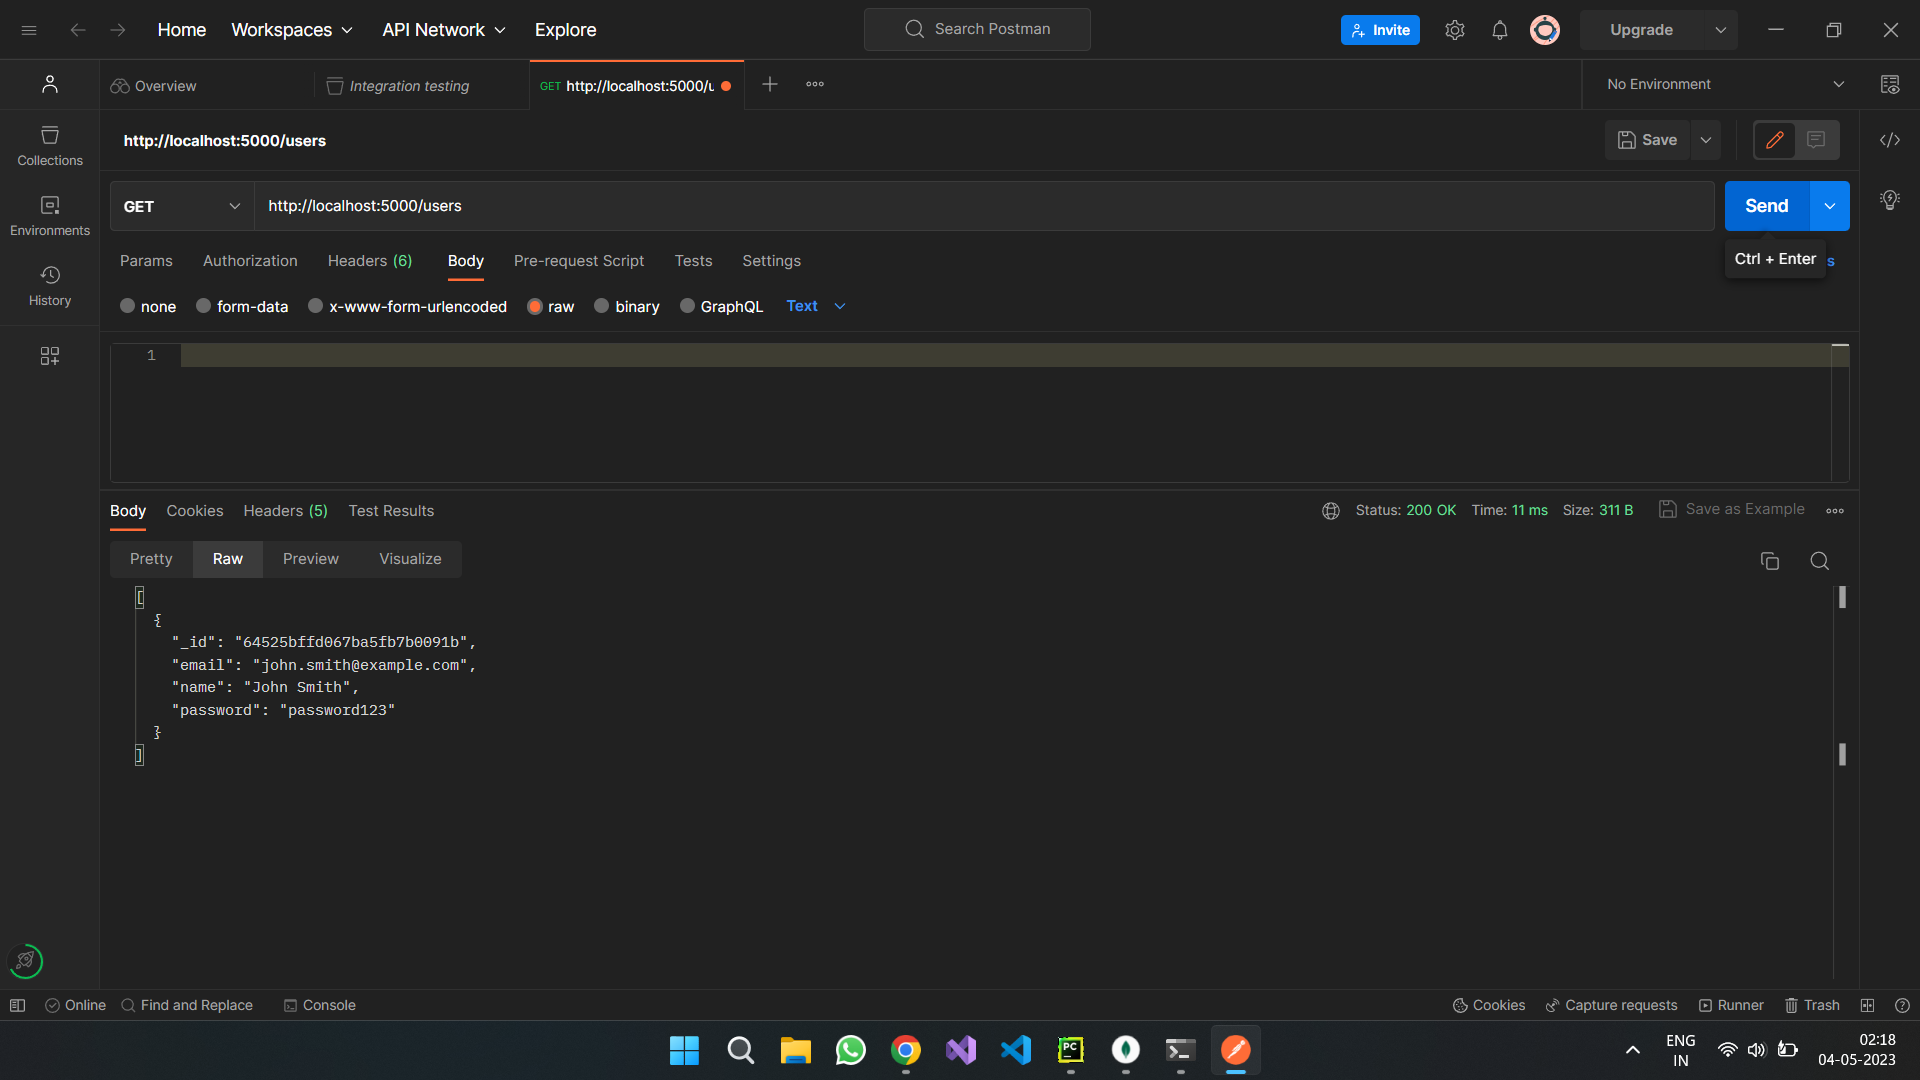 Home Workspaces API Network Explore
Search Postman
Invite
Upgrade
Overview
Integration testing
GET http://localhost:5000/u
No Environment
http://localhost:5000/users
Save
Collections
Environments
History
GET http://localhost:5000/users
Send
Ctrl + Enter
s
Params Authorization Headers (6) Body Pre-request Script Tests Settings
none form-data x-www-form-urlencoded raw binary GraphQL Text
1
Body Cookies Headers (5) Test Results
Status: 200 OK Time: 11 ms Size: 311 B Save as Example
Pretty Raw Preview Visualize
[
{
"_id": "64525bffd067ba5fb7b0091b",
"email": "john.smith@example.com",
"name": "John Smith",
"password": "password123"
}
]
Online Find and Replace Console
Cookies Capture requests Runner Trash
PC
ENG
IN
02:18
04-05-2023